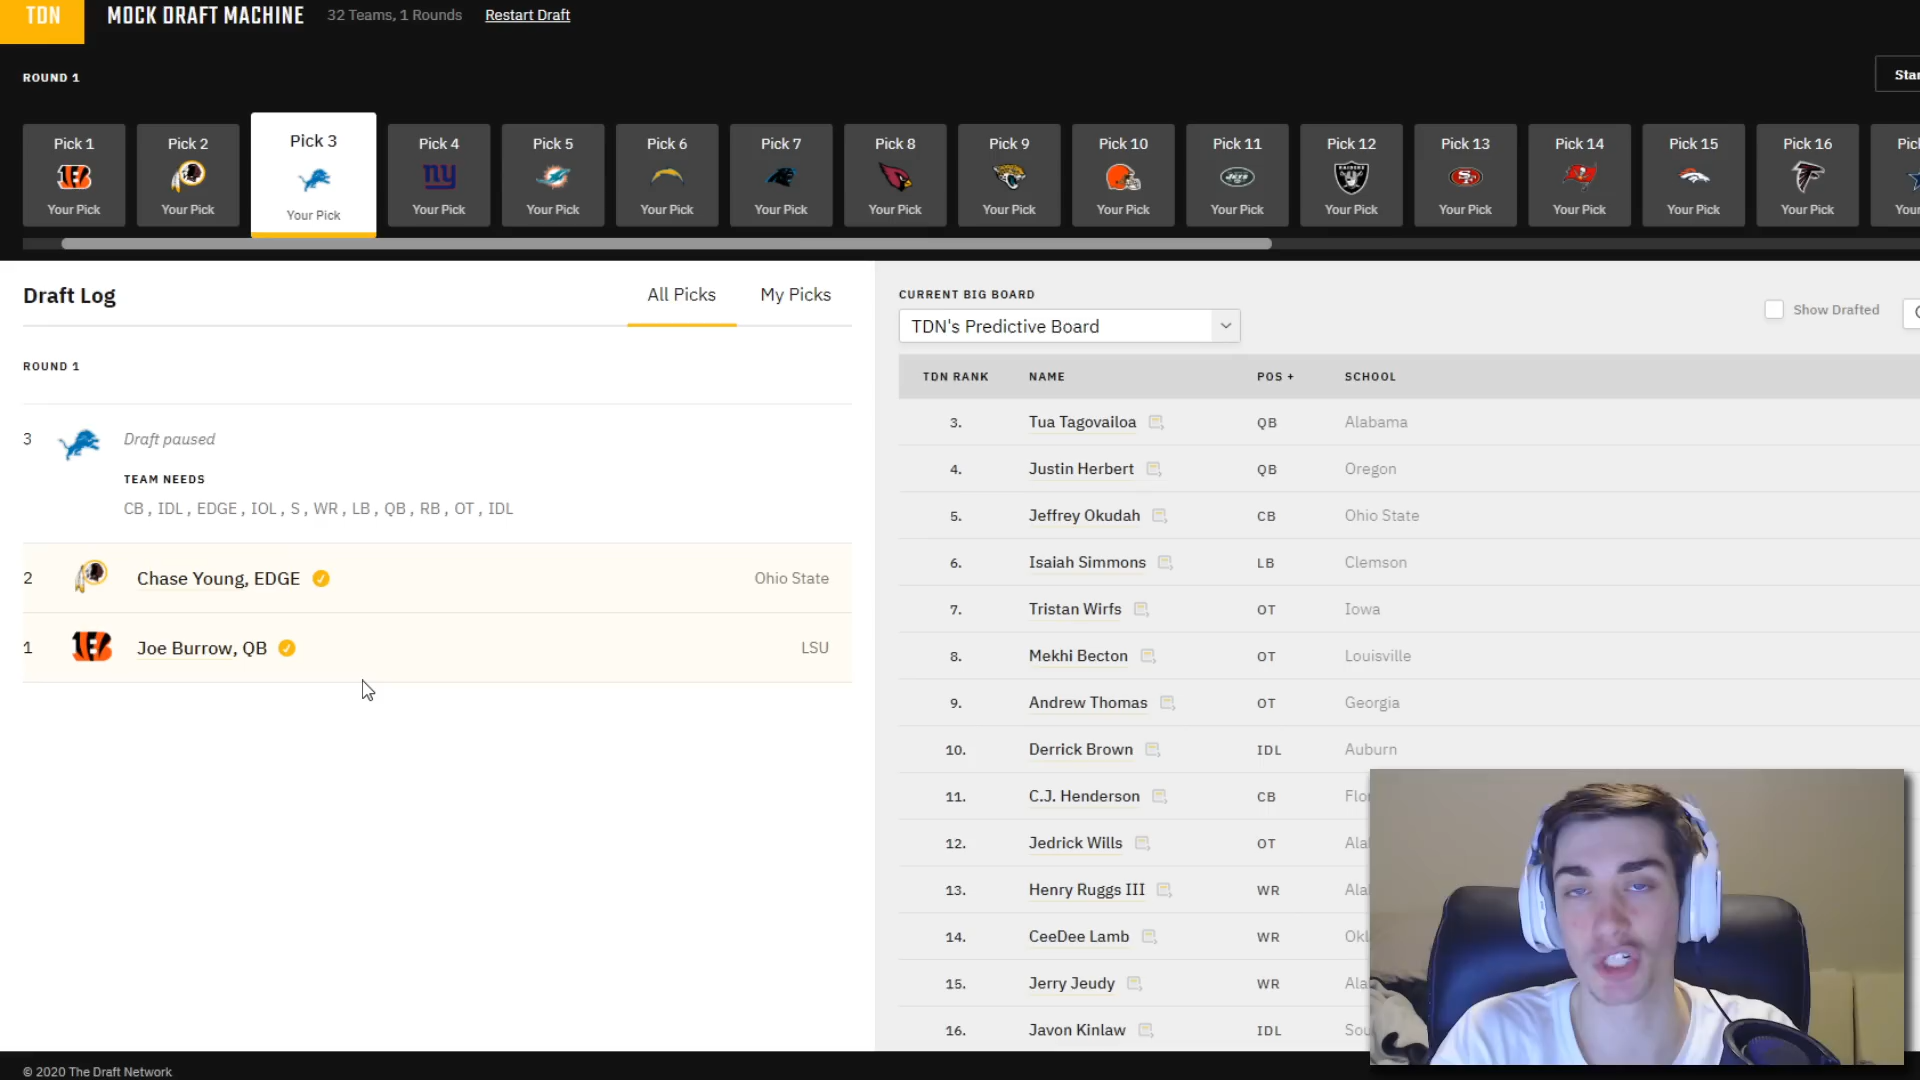 TDN MOCK DRAFT MACHINE 32 Teams, 1 Rounds Restart Draft
ROUND 1
Pick 1 Pick 2 Pick 3 Pick 4 Pick 5 Pick 6 Pick 7 Pick 8 Pick 9 Pick 10 Pick 11 Pick 12 Pick 13 Pick 14 Pick 15 Pick 16
ny JETS RAIDERS SF
Your Pick Your Pick Your Pick Your Pick Your Pick Your Pick Your Pick Your Pick Your Pick Your Pick Your Pick Your Pick Your Pick Your Pick Your Pick Your Pick
Draft Log All Picks My Picks
ROUND 1
3 Draft paused
TEAM NEEDS
CB , IDL , EDGE , IOL , S , WR , LB , QB , RB , OT , IDL
2 Chase Young, EDGE Ohio State
1 Joe Burrow, QB LSU
CURRENT BIG BOARD
TDN's Predictive Board Show Drafted
TDN RANK NAME POS + SCHOOL
3. Tua Tagovailoa QB Alabama
4. Justin Herbert QB Oregon
5. Jeffrey Okudah CB Ohio State
6. Isaiah Simmons LB Clemson
7. Tristan Wirfs OT Iowa
8. Mekhi Becton OT Louisville
9. Andrew Thomas OT Georgia
10. Derrick Brown IDL Auburn
11. C.J. Henderson CB Flo
12. Jedrick Wills OT Ala
13. Henry Ruggs III WR Ala
14. CeeDee Lamb WR Okl
15. Jerry Jeudy WR Ala
16. Javon Kinlaw IDL Sou
© 2020 The Draft Network